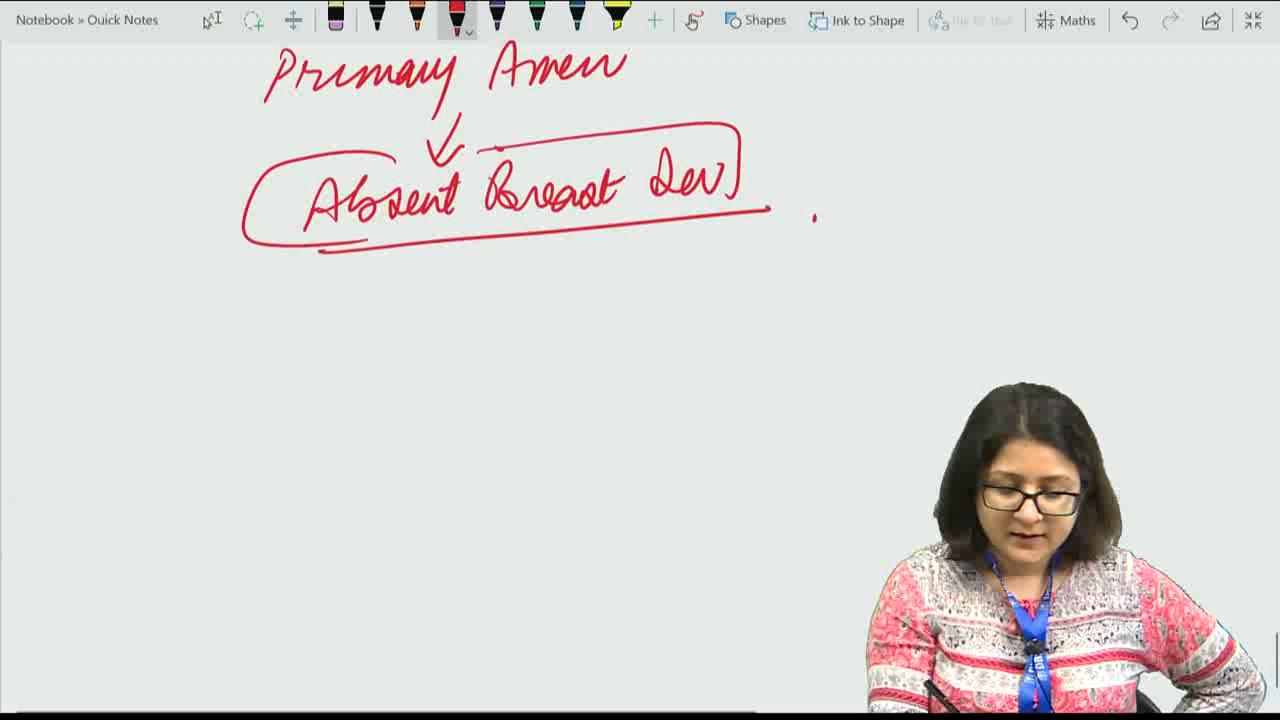 Notebook » Quick Notes
Shapes
Ink to Shape
Maths
Primary Amen
Absent Breast Dev